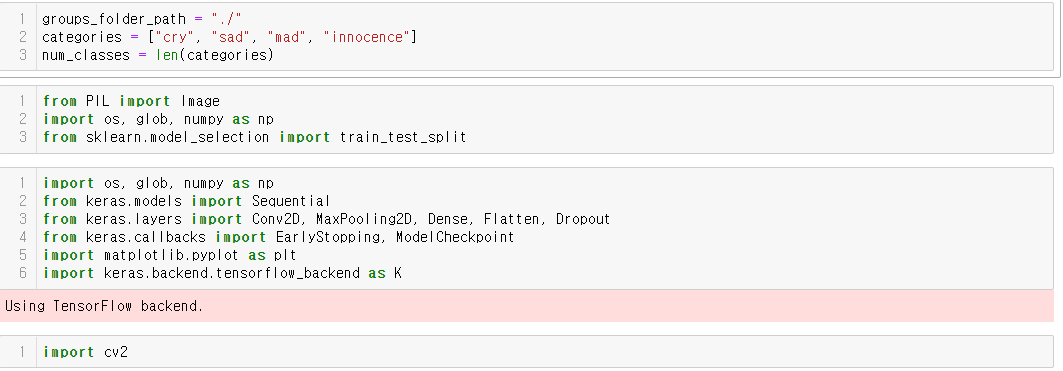 1 groups_folder_path = "./"
2 categories = ["cry", "sad", "mad", "innocence"]
3 num_classes = len(categories)
1 from PIL import Image
2 import os, glob, numpy as np
3 from sklearn.model_selection import train_test_split
1 import os, glob, numpy as np
2 from keras.models import Sequential
3 from keras.layers import Conv2D, MaxPooling2D, Dense, Flatten, Dropout
4 from keras.callbacks import EarlyStopping, ModelCheckpoint
5 import matplotlib.pyplot as plt
6 import keras.backend.tensorflow_backend as K
Using TensorFlow backend.
1 import cv2